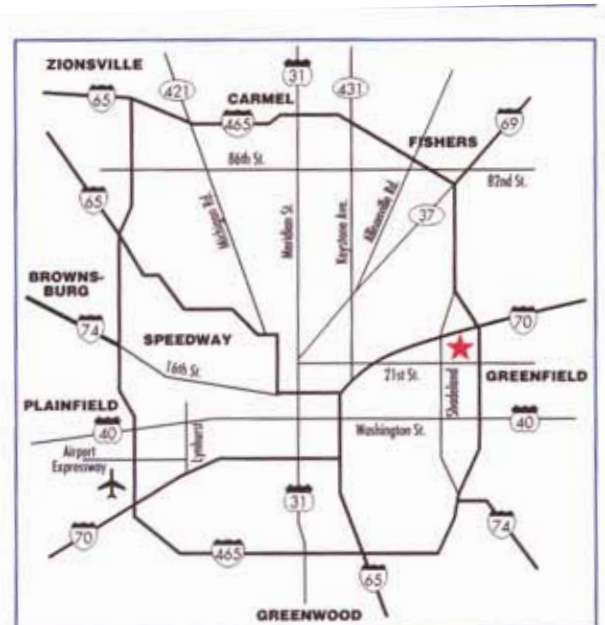 ZIONSVILLE
31
421
431
65
CARMEL
465
69
FISHERS
86th St.
82nd St.
65
Michigan Rd.
Meridian St.
Keystone Ave.
Allisonville Rd.
37
BROWNS-
BURG
70
74
SPEEDWAY
16th St.
21st St.
Shadeland
GREENFIELD
PLAINFIELD
40
Lynhurst
Washington St.
40
Airport
Expressway
31
70
74
465
65
GREENWOOD